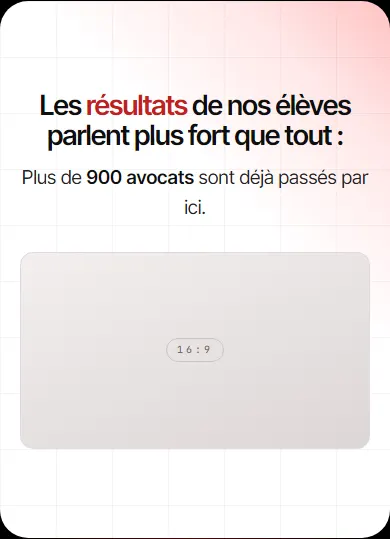 Les résultats de nos élèves
parlent plus fort que tout :
Plus de 900 avocats sont déjà passés par
ici.
16:9